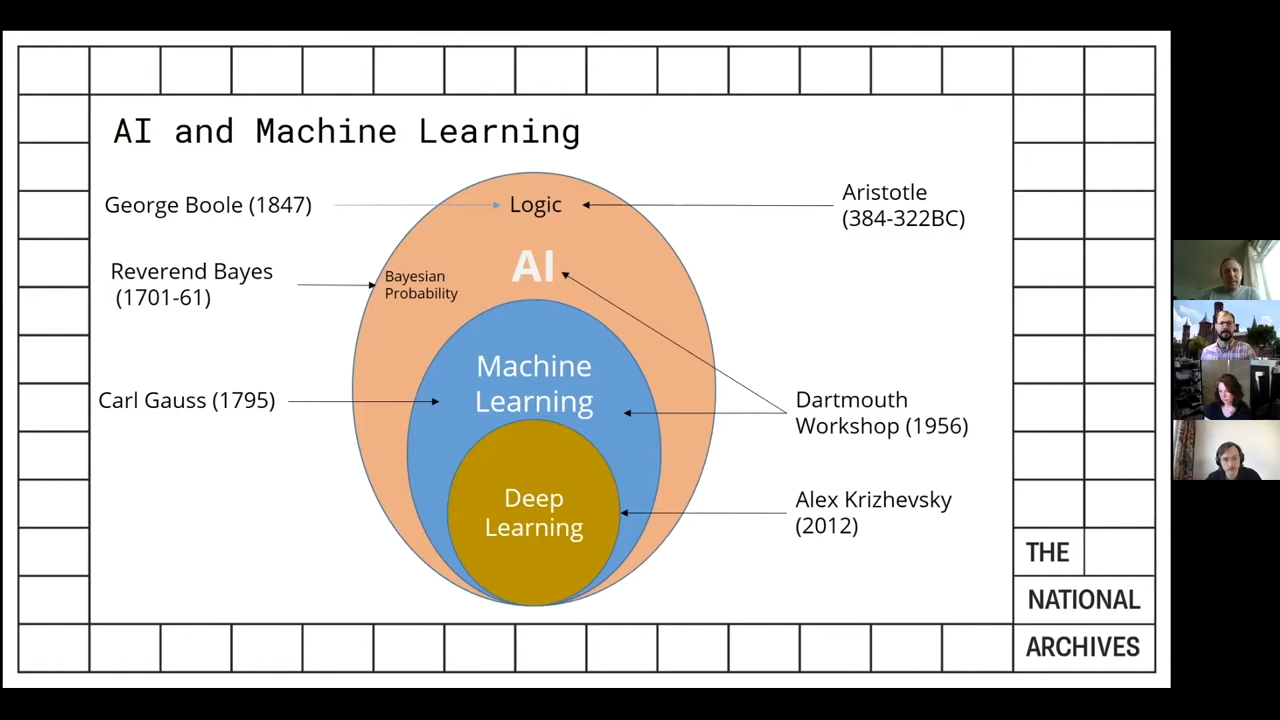 AI and Machine Learning
George Boole (1847)
Logic
Aristotle
(384-322BC)
AI
Reverend Bayes
(1701-61)
Bayesian
Probability
Machine
Learning
Carl Gauss (1795)
Dartmouth
Workshop (1956)
Deep
Learning
Alex Krizhevsky
(2012)
THE
NATIONAL
ARCHIVES